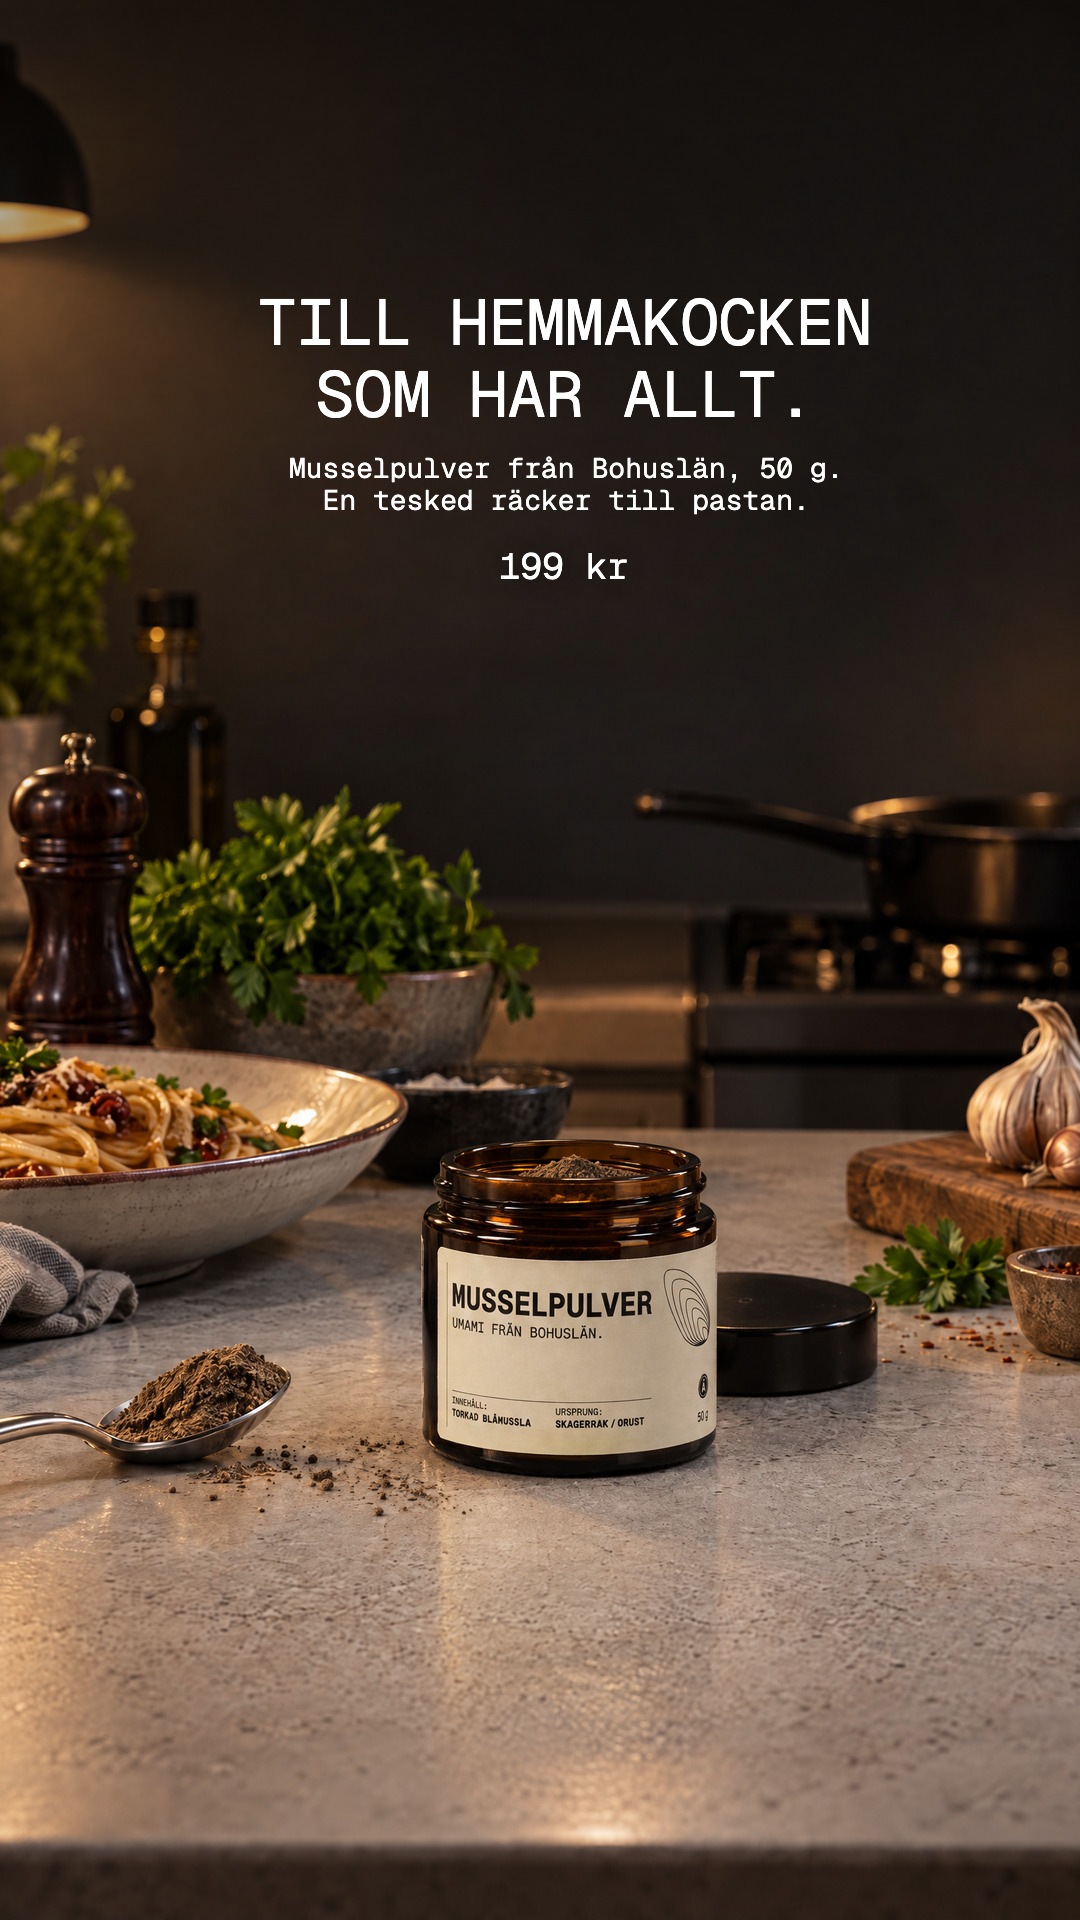 TILL HEMMAKOCKEN
SOM HAR ALLT.
Musselpulver från Bohuslän, 50 g.
En tesked räcker till pastan.
199 kr
MUSSELPULVER
UMAMI FRÅN BOHUSLÄN.
INNEHÅLL:
TORKAD BLÅMUSSLA
URSPRUNG:
SKAGERRAK / ORUST
50 g